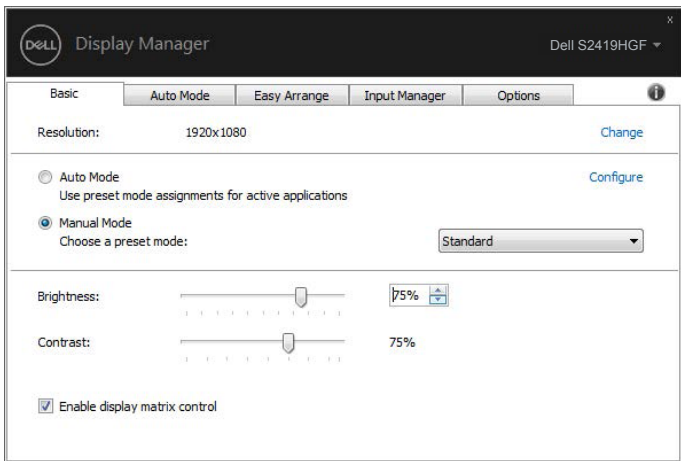 x
DELL Display Manager Dell S2419HGF
Basic Auto Mode Easy Arrange Input Manager Options
Resolution: 1920x1080 Change
Auto Mode Configure
Use preset mode assignments for active applications
Manual Mode
Choose a preset mode: Standard
Brightness: 75%
Contrast: 75%
Enable display matrix control